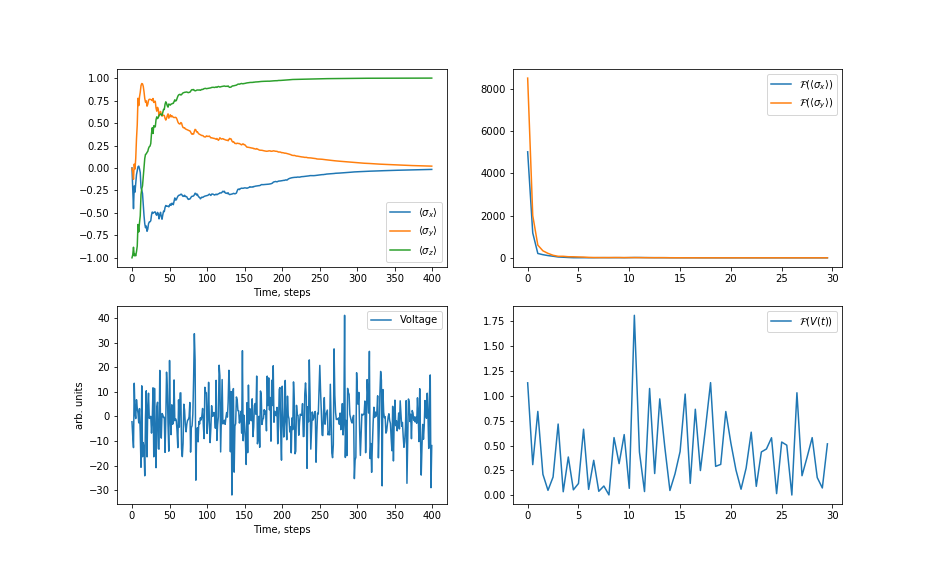 1.00
0.75
0.50
0.25
0.00
−0.25
−0.50
−0.75
−1.00
⟨σx⟩
⟨σy⟩
⟨σz⟩
0 50 100 150 200 250 300 350 400
Time, steps
8000
6000
4000
2000
0
ℱ(⟨σx⟩)
ℱ(⟨σy⟩)
0 5 10 15 20 25 30
40
30
20
10
0
−10
−20
−30
arb. units
Voltage
0 50 100 150 200 250 300 350 400
Time, steps
1.75
1.50
1.25
1.00
0.75
0.50
0.25
0.00
ℱ(V(t))
0 5 10 15 20 25 30